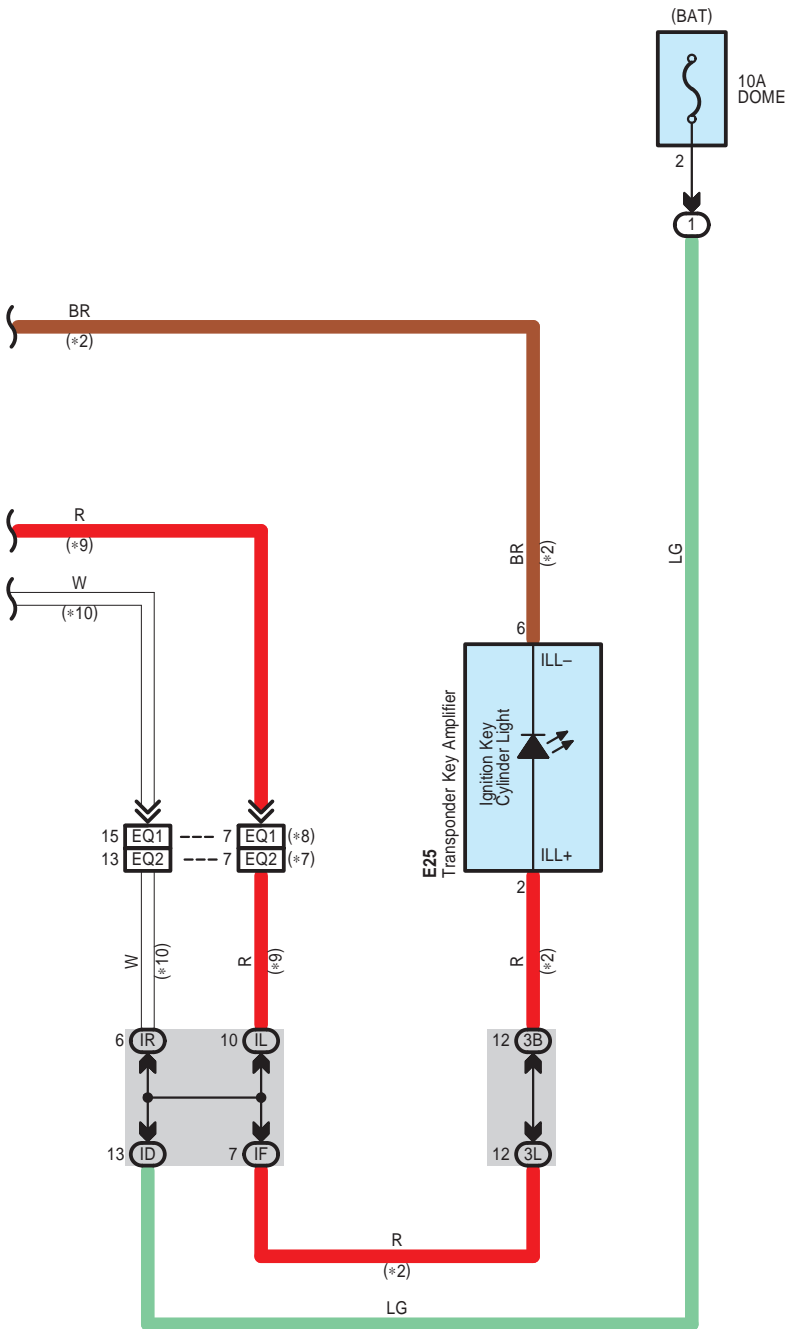 (BAT)
10A
DOME
2
1
BR
(*2)
R
(*9)
W
(*10)
BR
(*2)
LG
6
ILL–
Ignition Key
Cylinder Light
E25
Transponder Key Amplifier
ILL+
2
15 EQ1 7 EQ1 (*8)
13 EQ2 7 EQ2 (*7)
W
(*10)
R
(*9)
R
(*2)
6 IR 10 IL 12 3B
13 ID 7 IF 12 3L
R
(*2)
LG